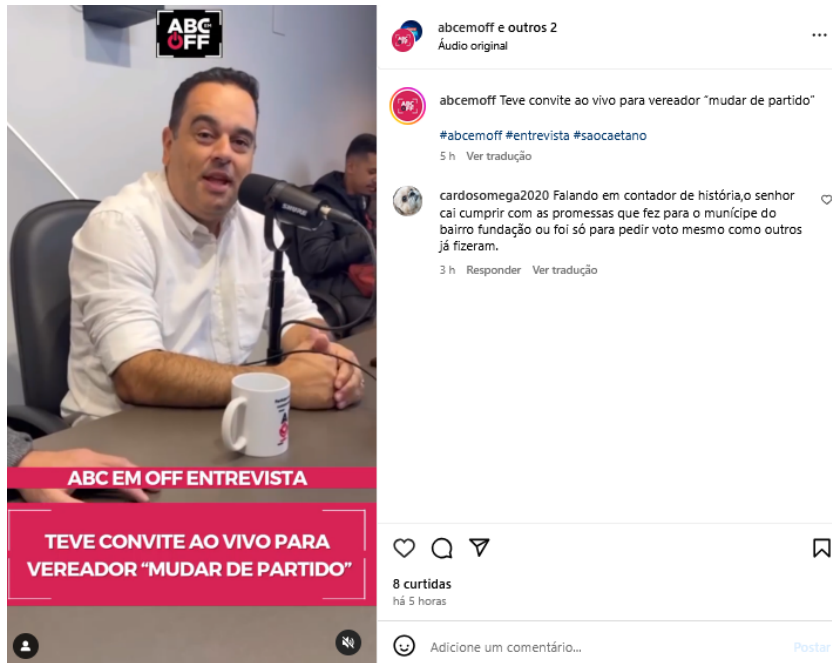 ABC EM
OFF
ABC EM OFF ENTREVISTA
TEVE CONVITE AO VIVO PARA
VEREADOR “MUDAR DE PARTIDO”
SHURE
abcemoff e outros 2
Áudio original
abcemoff Teve convite ao vivo para vereador “mudar de partido”
#abcemoff #entrevista #saocaetano
5 h Ver tradução
cardosomega2020 Falando em contador de história,o senhor
cai cumprir com as promessas que fez para o munícipe do
bairro fundação ou foi só para pedir voto mesmo como outros
já fizeram.
3 h Responder Ver tradução
8 curtidas
há 5 horas
Adicione um comentário...
Postar